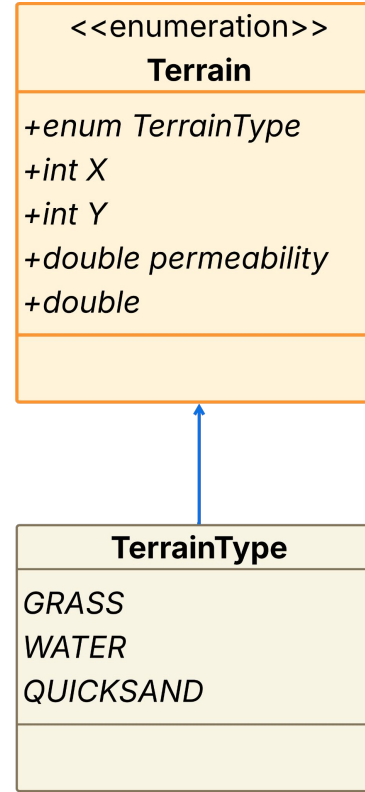 <<enumeration>>
Terrain
+enum TerrainType
+int X
+int Y
+double permeability
+double
TerrainType
GRASS
WATER
QUICKSAND